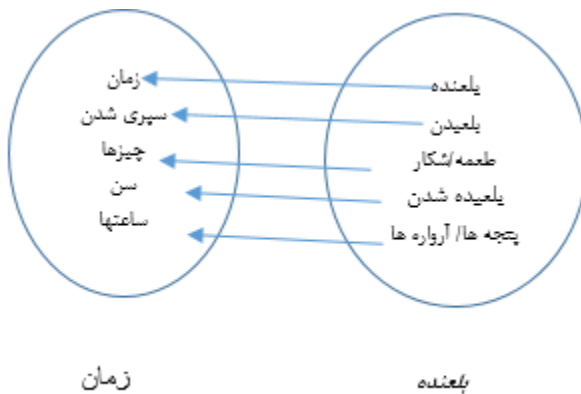 بلعنده
بلعیدن
طعمه/شکار
بلعیده شدن
پنجه ها/ آرواره ها
زمان
سپری شدن
چیزها
سن
ساعتها
بلعنده
زمان